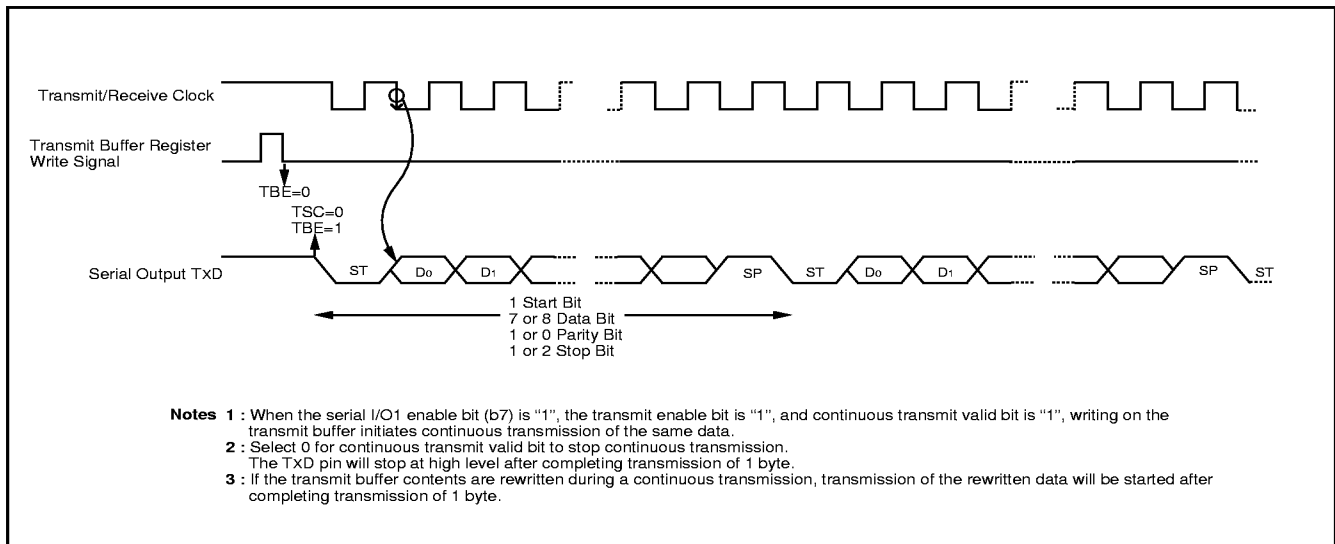 Transmit/Receive Clock
Transmit Buffer Register
Write Signal
TBE=0
TSC=0
TBE=1
Serial Output TxD
ST
D0
D1
SP
ST
D0
D1
SP
ST
1 Start Bit
7 or 8 Data Bit
1 or 0 Parity Bit
1 or 2 Stop Bit
Notes 1 : When the serial I/O1 enable bit (b7) is “1”, the transmit enable bit is “1”, and continuous transmit valid bit is “1”, writing on the
transmit buffer initiates continuous transmission of the same data.
2 : Select 0 for continuous transmit valid bit to stop continuous transmission.
The TxD pin will stop at high level after completing transmission of 1 byte.
3 : If the transmit buffer contents are rewritten during a continuous transmission, transmission of the rewritten data will be started after
completing transmission of 1 byte.